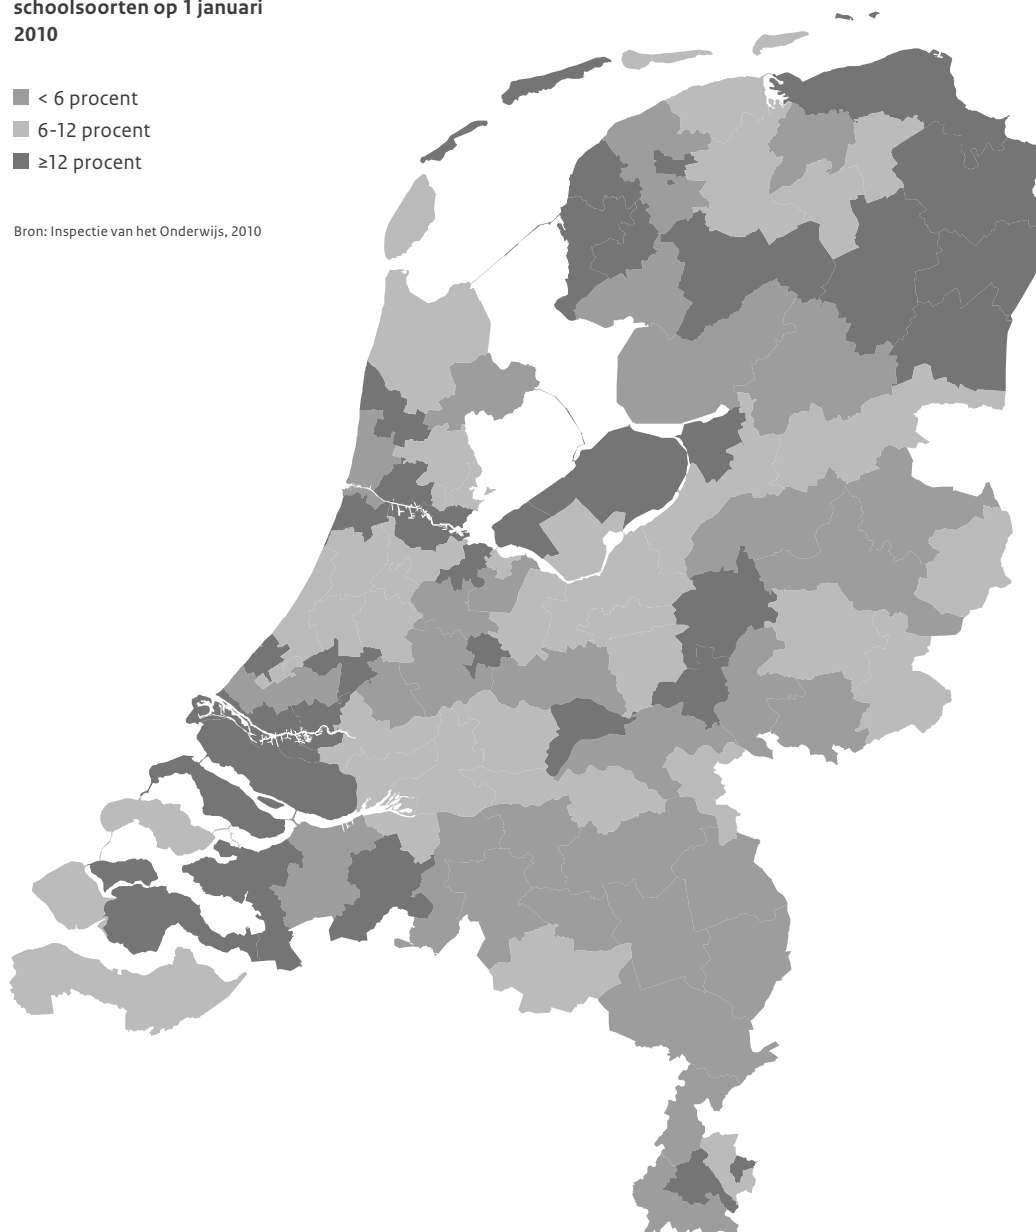 schoolsoorten op 1 januari
2010
< 6 procent
6-12 procent
≥12 procent
Bron: Inspectie van het Onderwijs, 2010